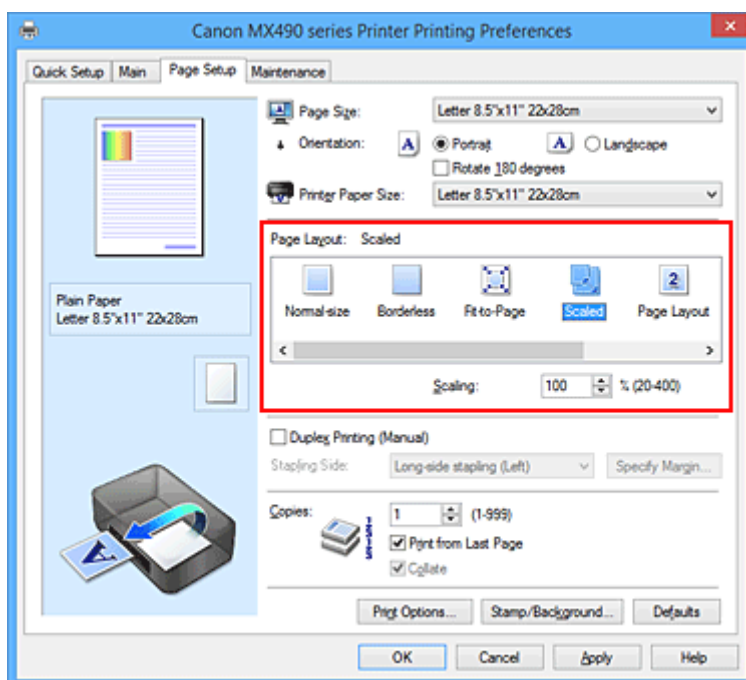 Canon MX490 series Printer Printing Preferences
Quick Setup Main Page Setup Maintenance
Page Size: Letter 8.5"x11" 22x28cm
Orientation: A Portrait A Landscape
Rotate 180 degrees
Printer Paper Size: Letter 8.5"x11" 22x28cm
Page Layout: Scaled
2
Normal-size Borderless Fit-to-Page Scaled Page Layout
Scaling: 100 % (20-400)
Plain Paper
Letter 8.5"x11" 22x28cm
Duplex Printing (Manual)
Stapling Side: Long-side stapling (Left) Specify Margin...
Copies: 1 (1-999)
Print from Last Page
Collate
A
Print Options... Stamp/Background... Defaults
OK Cancel Apply Help